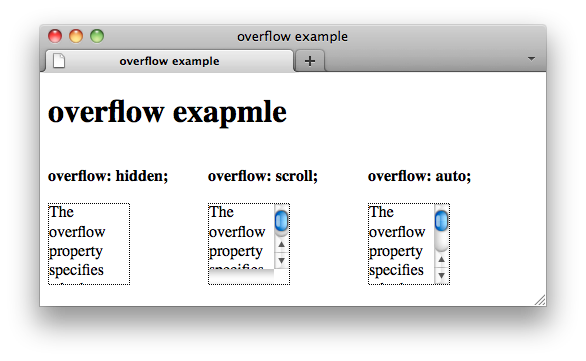 overflow example
overflow example
overflow exapmle
overflow: hidden;
The
overflow
property
specifies
overflow: scroll;
The
overflow
property
overflow: auto;
The
overflow
property
specifies